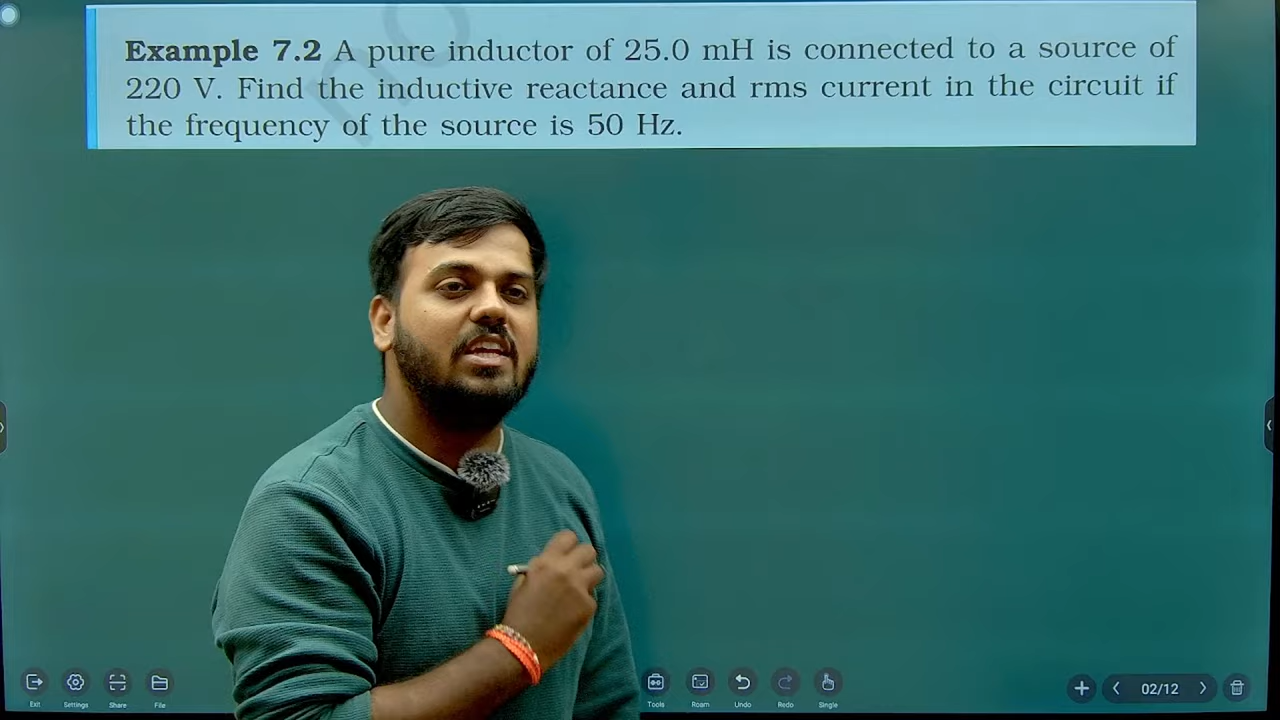 Example 7.2 A pure inductor of 25.0 mH is connected to a source of
220 V. Find the inductive reactance and rms current in the circuit if
the frequency of the source is 50 Hz.
Exit
Settings
Share
File
Tools
Roam
Undo
Redo
Single
02/12